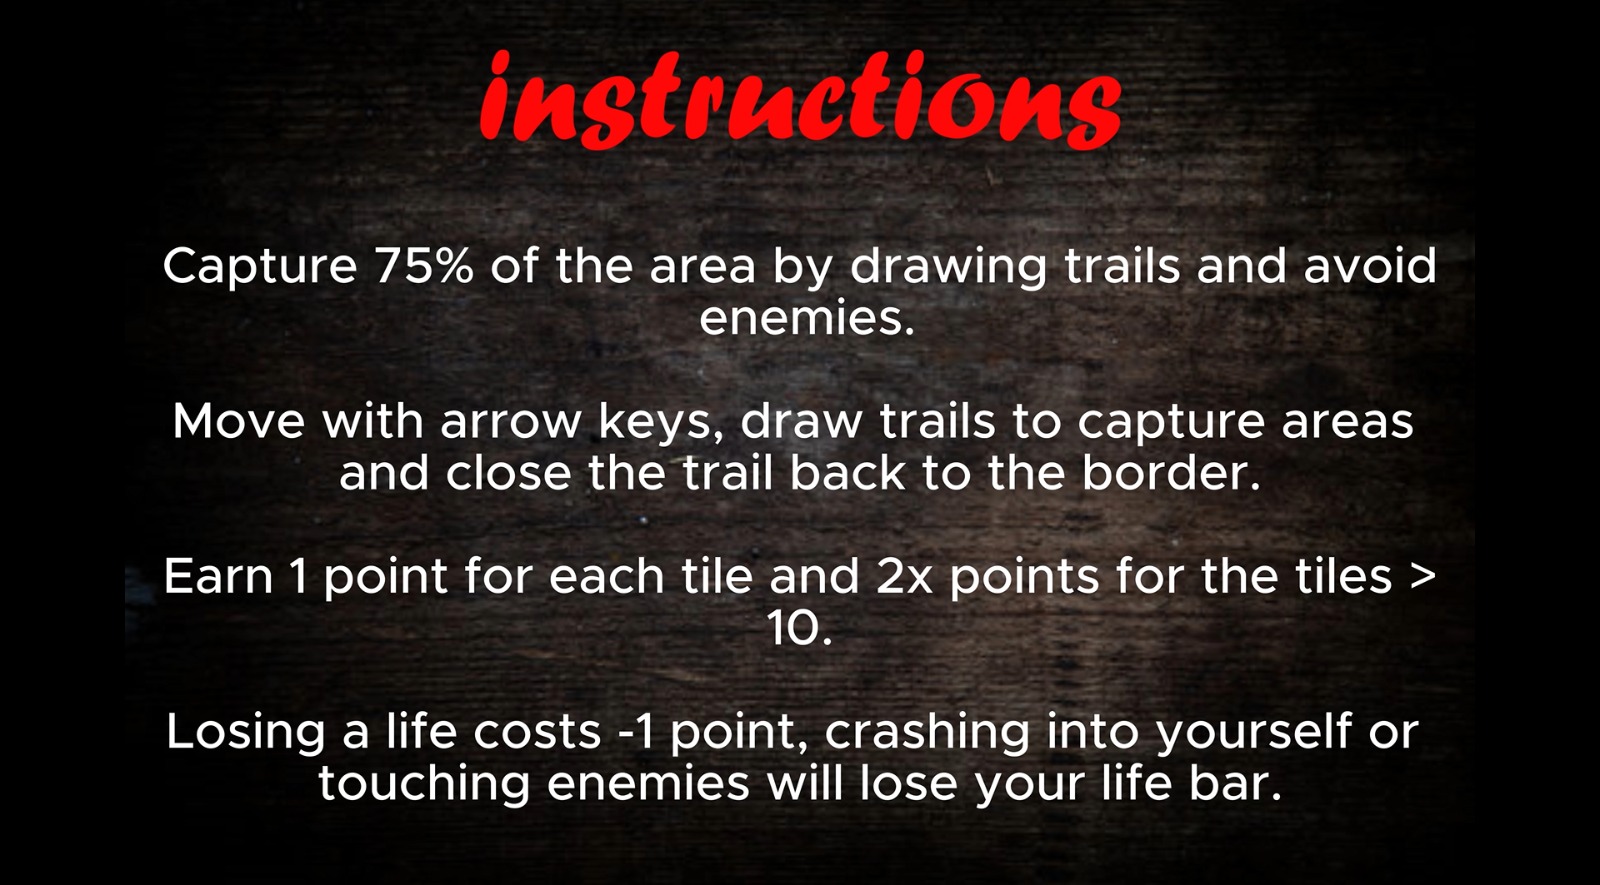 instructions
Capture 75% of the area by drawing trails and avoid
enemies.
Move with arrow keys, draw trails to capture areas
and close the trail back to the border.
Earn 1 point for each tile and 2x points for the tiles >
10.
Losing a life costs -1 point, crashing into yourself or
touching enemies will lose your life bar.